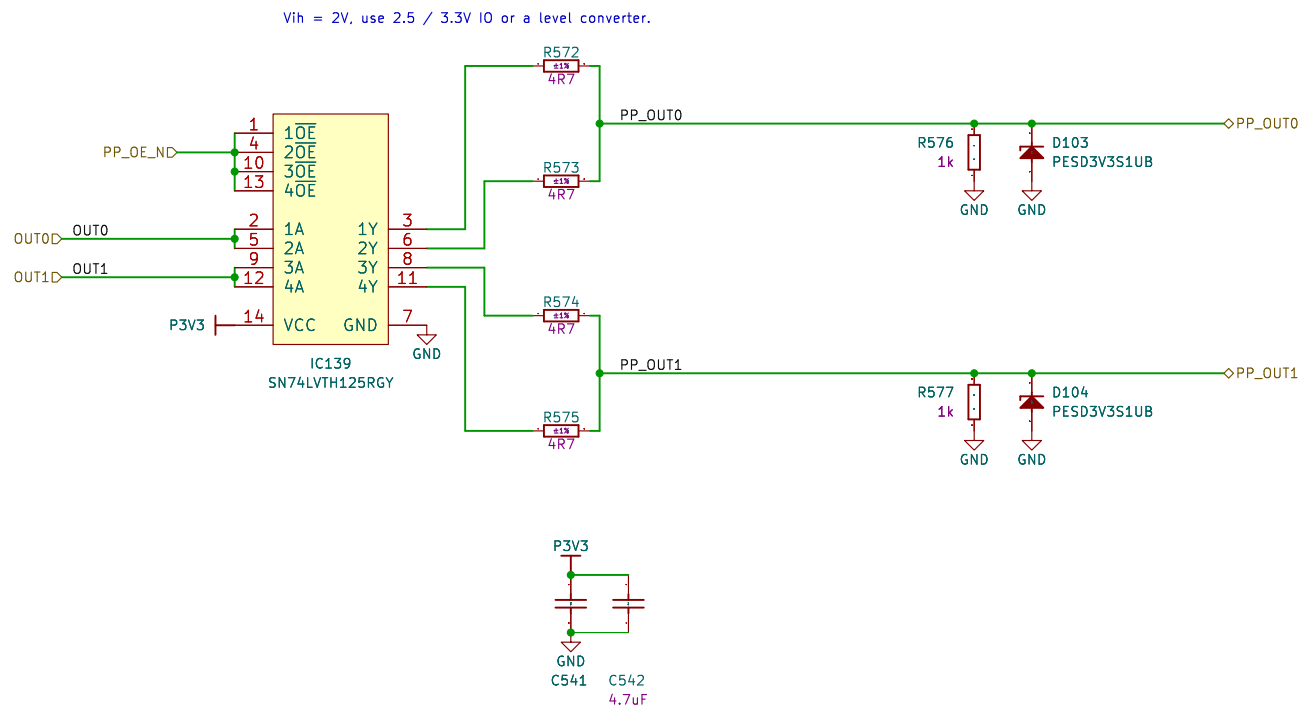 Vih = 2V, use 2.5 / 3.3V IO or a level converter.
R572
±1%
4R7
PP_OUT0
PP_OUT0
1 1OE
PP_OE_N
4 2OE
10 3OE
13 4OE
R576
1k
GND
D103
PESD3V3S1UB
GND
R573
±1%
4R7
OUT0
OUT0
2 1A 1Y 3
5 2A 2Y 6
OUT1
OUT1
9 3A 3Y 8
12 4A 4Y 11
P3V3
14 VCC GND 7
GND
IC139
SN74LVTH125RGY
R574
±1%
4R7
PP_OUT1
PP_OUT1
R577
1k
GND
D104
PESD3V3S1UB
GND
R575
±1%
4R7
P3V3
GND
C541
C542
4.7uF